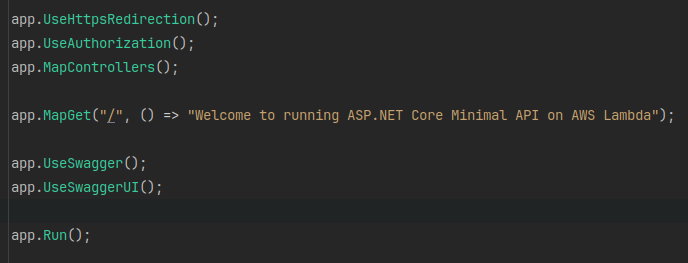 app.UseHttpsRedirection();
app.UseAuthorization();
app.MapControllers();
app.MapGet("/", () => "Welcome to running ASP.NET Core Minimal API on AWS Lambda");
app.UseSwagger();
app.UseSwaggerUI();
app.Run();